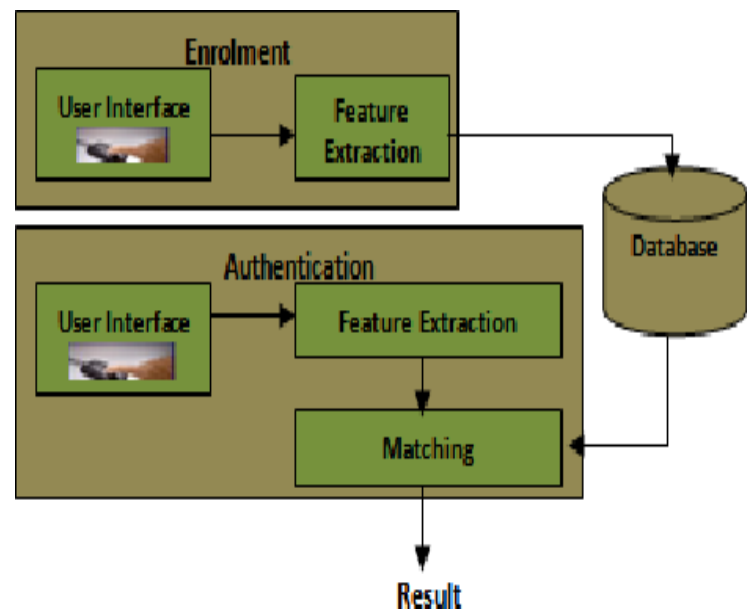 Enrolment
User Interface
Feature
Extraction
Database
Authentication
User Interface
Feature Extraction
Matching
Result